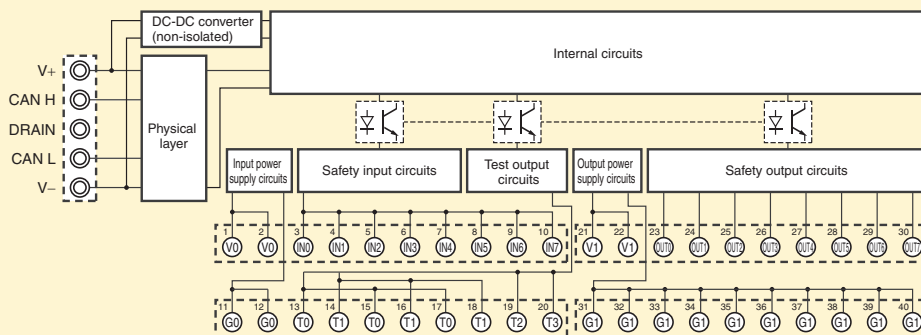 DC-DC converter
(non-isolated)
Internal circuits
V+
CAN H
DRAIN
CAN L
V–
Physical
layer
Input power
supply circuits
Safety input circuits
Test output
circuits
Output power
supply circuits
Safety output circuits
1 2 3 4 5 6 7 8 9 10
V0 V0 IN0 IN1 IN2 IN3 IN4 IN5 IN6 IN7
21 22 23 24 25 26 27 28 29 30
V1 V1 OUT0 OUT1 OUT2 OUT3 OUT4 OUT5 OUT6 OUT7
11 12 13 14 15 16 17 18 19 20
G0 G0 T0 T1 T0 T1 T0 T1 T2 T3
31 32 33 34 35 36 37 38 39 40
G1 G1 G1 G1 G1 G1 G1 G1 G1 G1